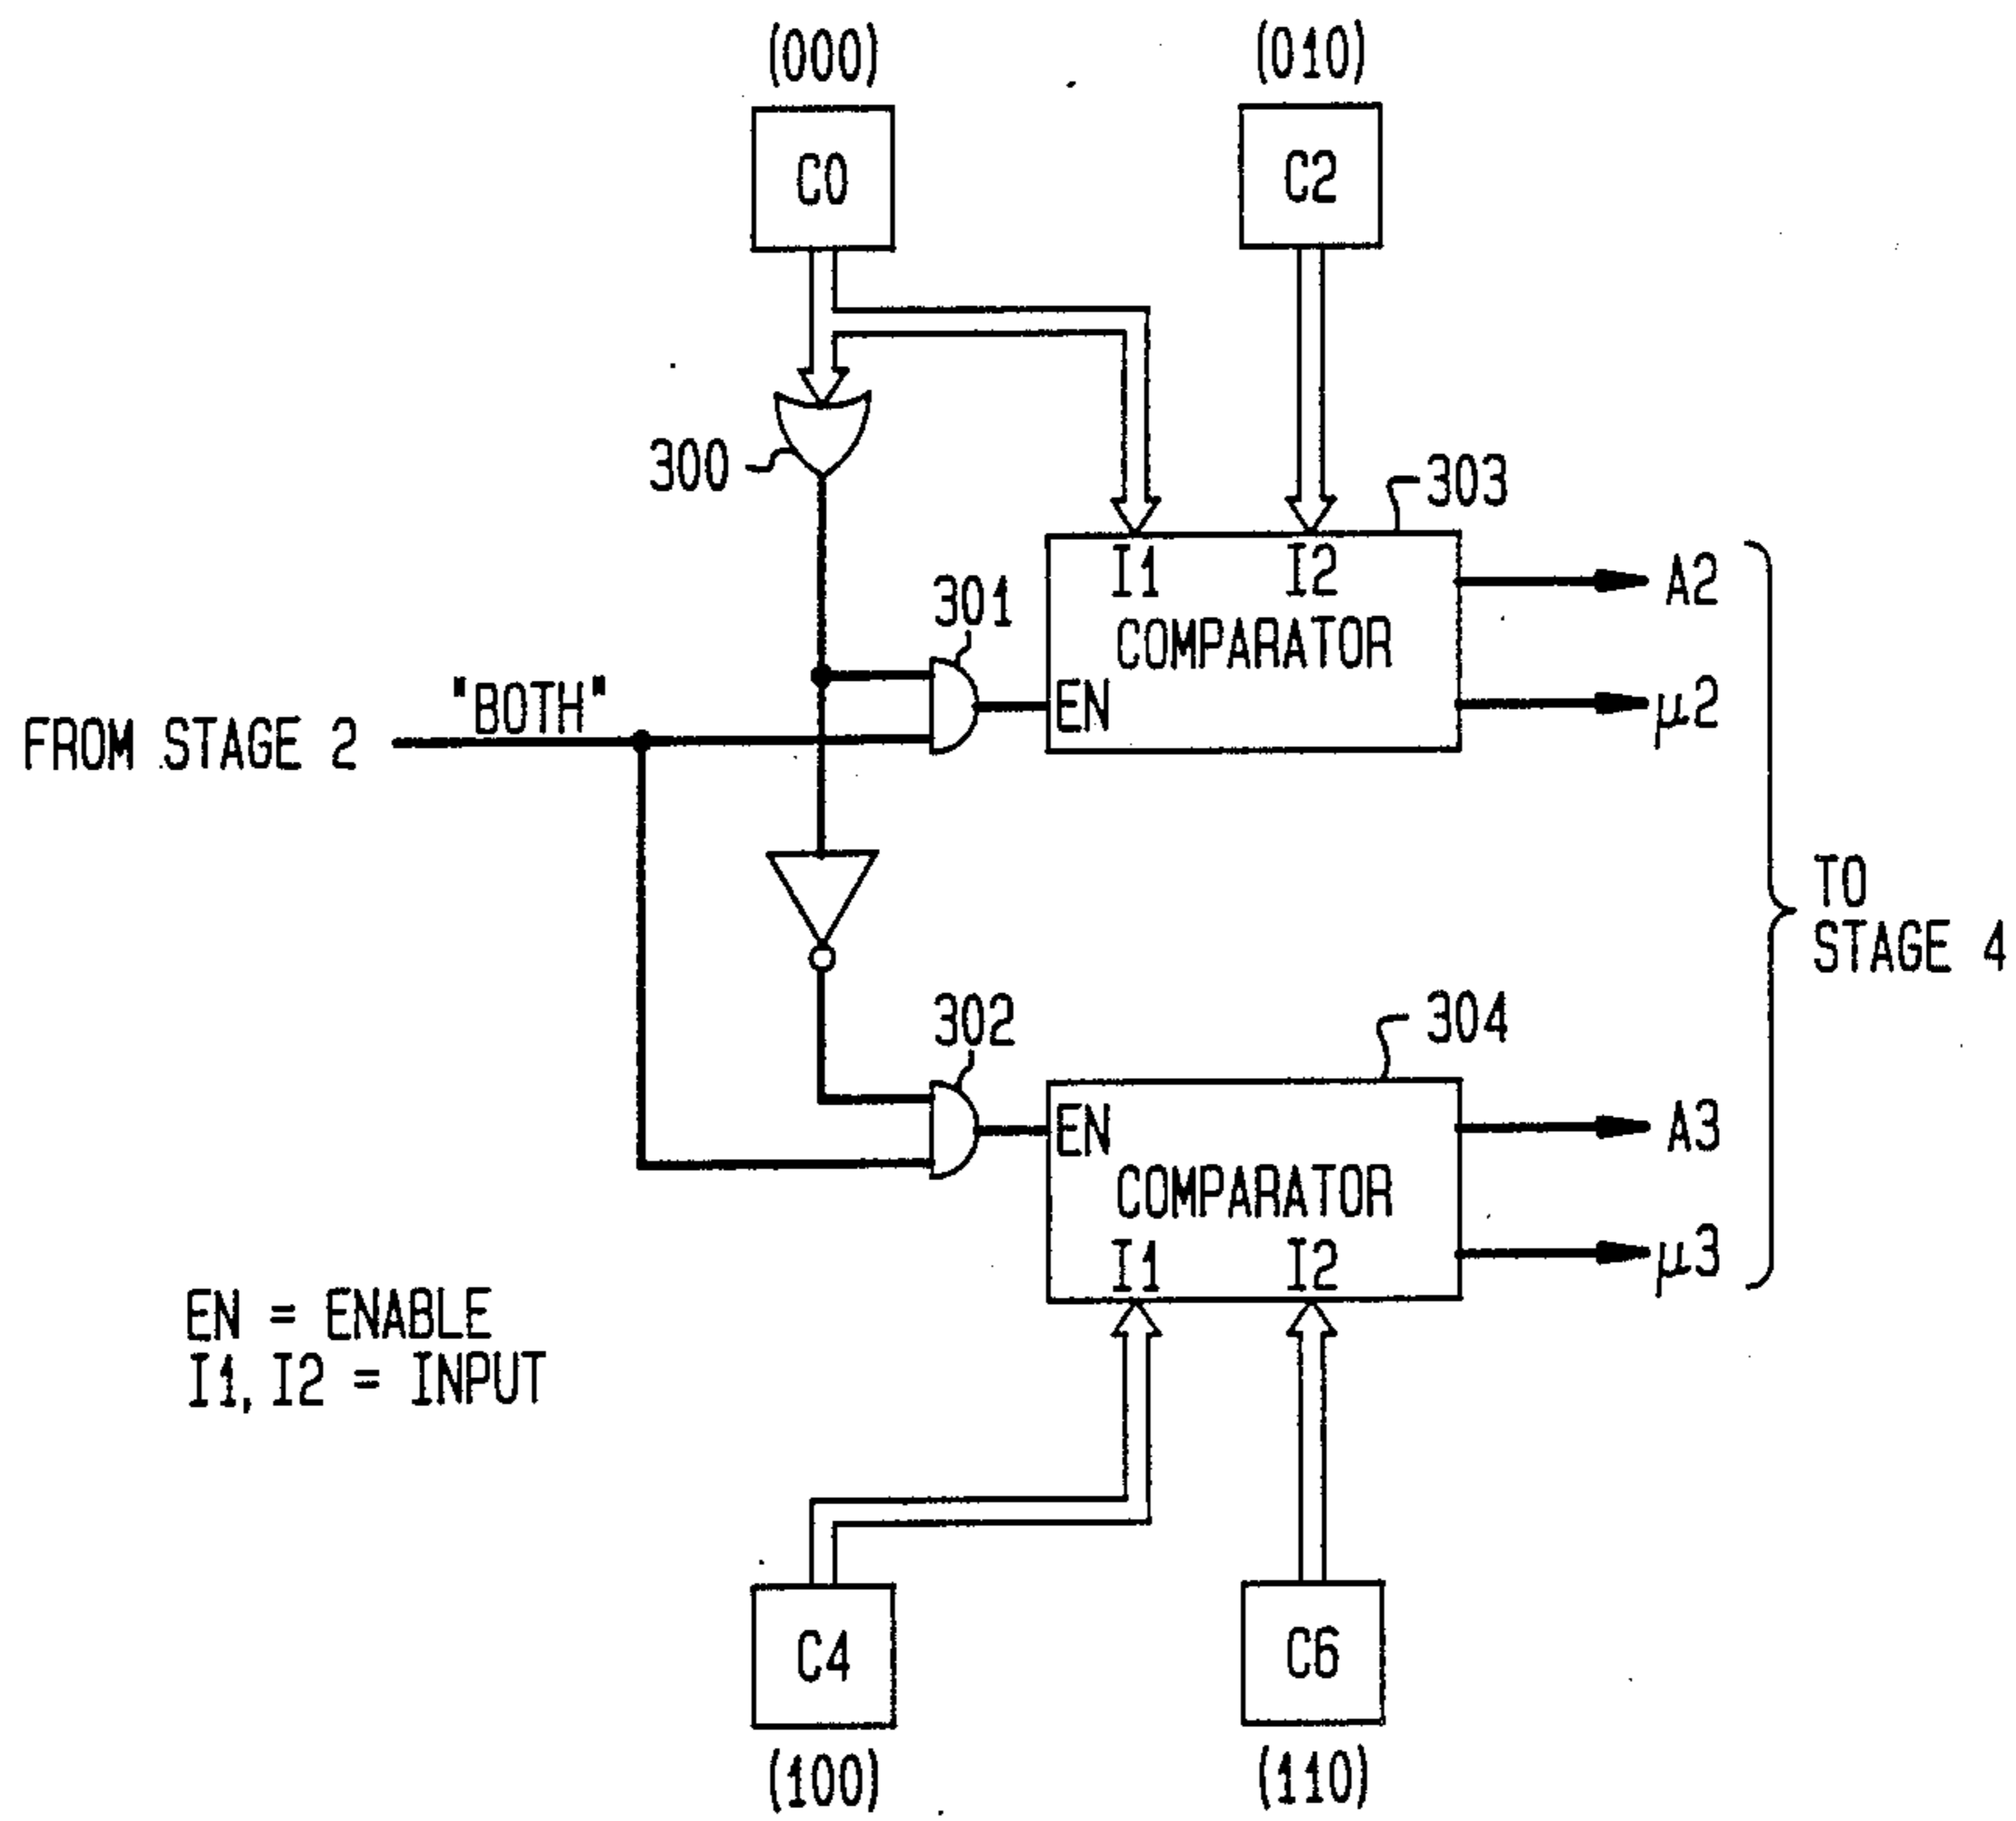 (000)
(010)
C0
C2
300
303
I1
I2
A2
301
COMPARATOR
"BOTH"
EN
µ2
FROM STAGE 2
TO
STAGE 4
302
304
EN
A3
COMPARATOR
I1
I2
µ3
EN = ENABLE
I1, I2 = INPUT
C4
C6
(100)
(110)